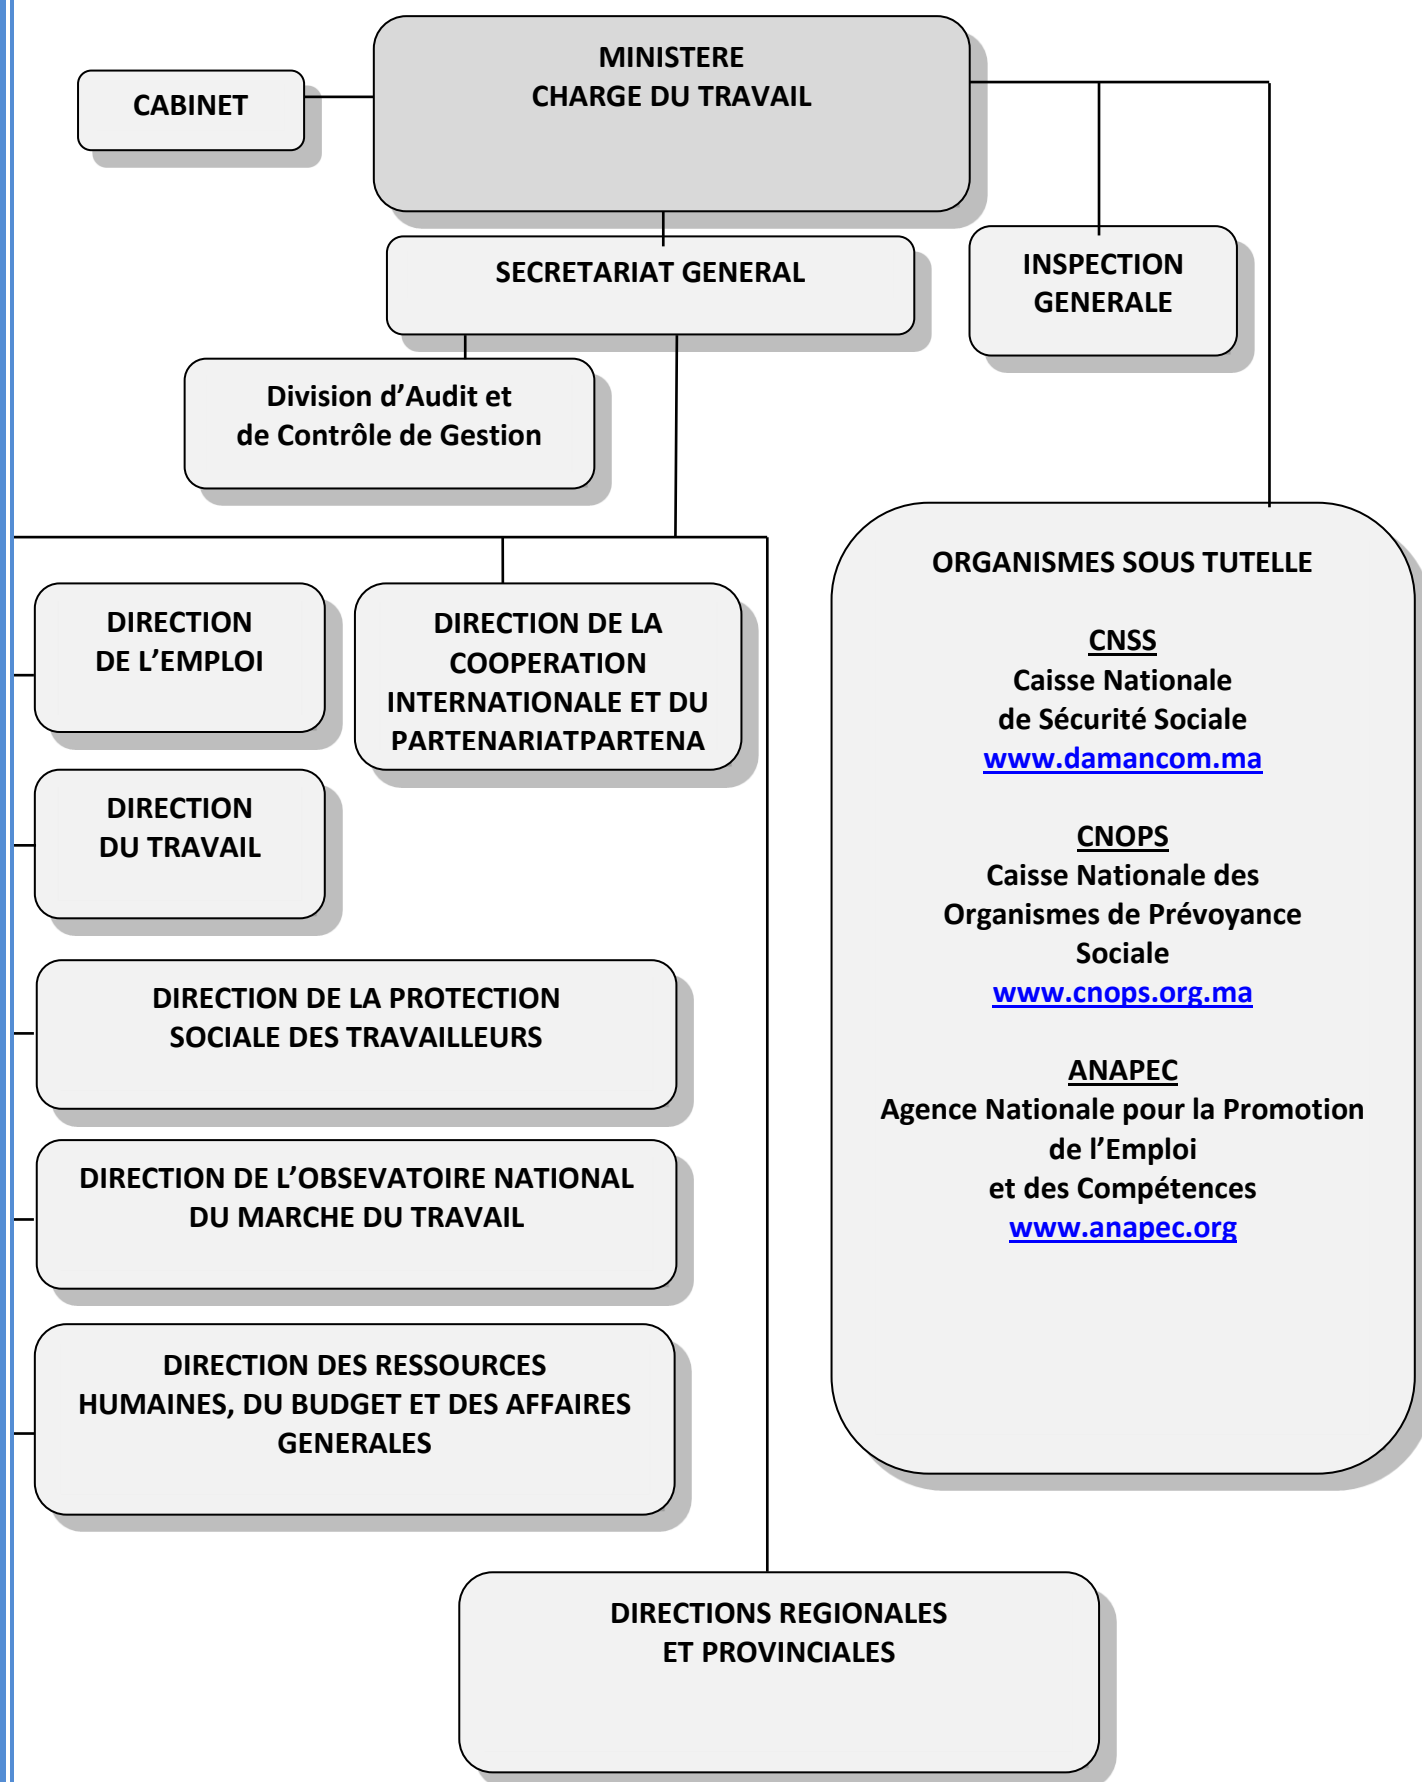 MINISTERE
CHARGE DU TRAVAIL
CABINET
SECRETARIAT GENERAL
INSPECTION
GENERALE
Division d’Audit et
de Contrôle de Gestion
DIRECTION
DE L’EMPLOI
DIRECTION DE LA
COOPERATION
INTERNATIONALE ET DU
PARTENARIATPARTENA
DIRECTION
DU TRAVAIL
DIRECTION DE LA PROTECTION
SOCIALE DES TRAVAILLEURS
DIRECTION DE L’OBSEVATOIRE NATIONAL
DU MARCHE DU TRAVAIL
DIRECTION DES RESSOURCES
HUMAINES, DU BUDGET ET DES AFFAIRES
GENERALES
ORGANISMES SOUS TUTELLE
CNSS
Caisse Nationale
de Sécurité Sociale
www.damancom.ma
CNOPS
Caisse Nationale des
Organismes de Prévoyance
Sociale
www.cnops.org.ma
ANAPEC
Agence Nationale pour la Promotion
de l’Emploi
et des Compétences
www.anapec.org
DIRECTIONS REGIONALES
ET PROVINCIALES